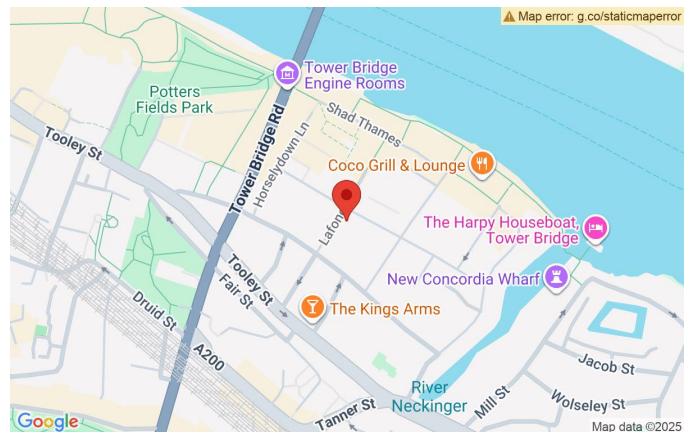 Map error: g.co/staticmaperror
Tower Bridge
Engine Rooms
Potters
Fields Park
Shad Thames
Tooley St
Tower Bridge Rd
Horselydown Ln
Coco Grill & Lounge
Lafon
The Harpy Houseboat,
Tower Bridge
New Concordia Wharf
Tooley St
Fair St
The Kings Arms
Druid St
A200
Jacob St
River
Neckinger
Mill St
Wolseley St
Tanner St
Google
Map data ©2025